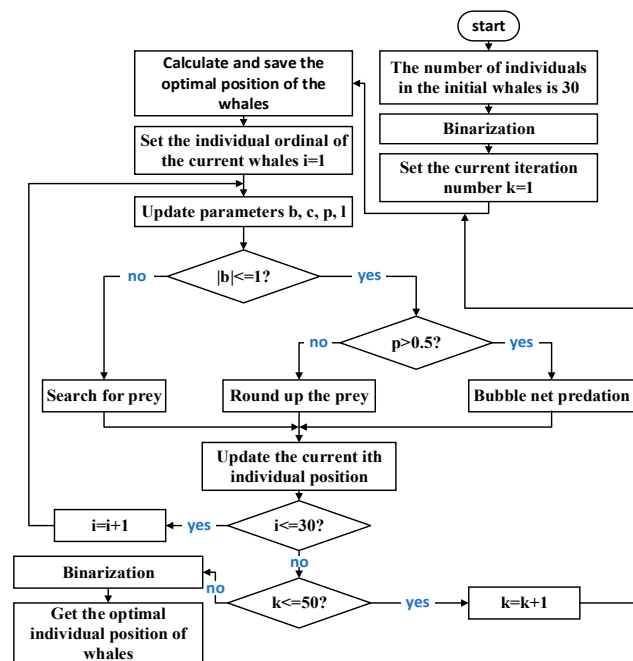 start
The number of individuals
in the initial whales is 30
Binarization
Set the current iteration
number k=1
Calculate and save the
optimal position of the
whales
Set the individual ordinal
of the current whales i=1
Update parameters b, c, p, l
|b|<=1?
no
yes
p>0.5?
no
yes
Search for prey
Round up the prey
Bubble net predation
Update the current ith
individual position
i<=30?
yes
i=i+1
no
k<=50?
no
yes
k=k+1
Binarization
Get the optimal
individual position of
whales